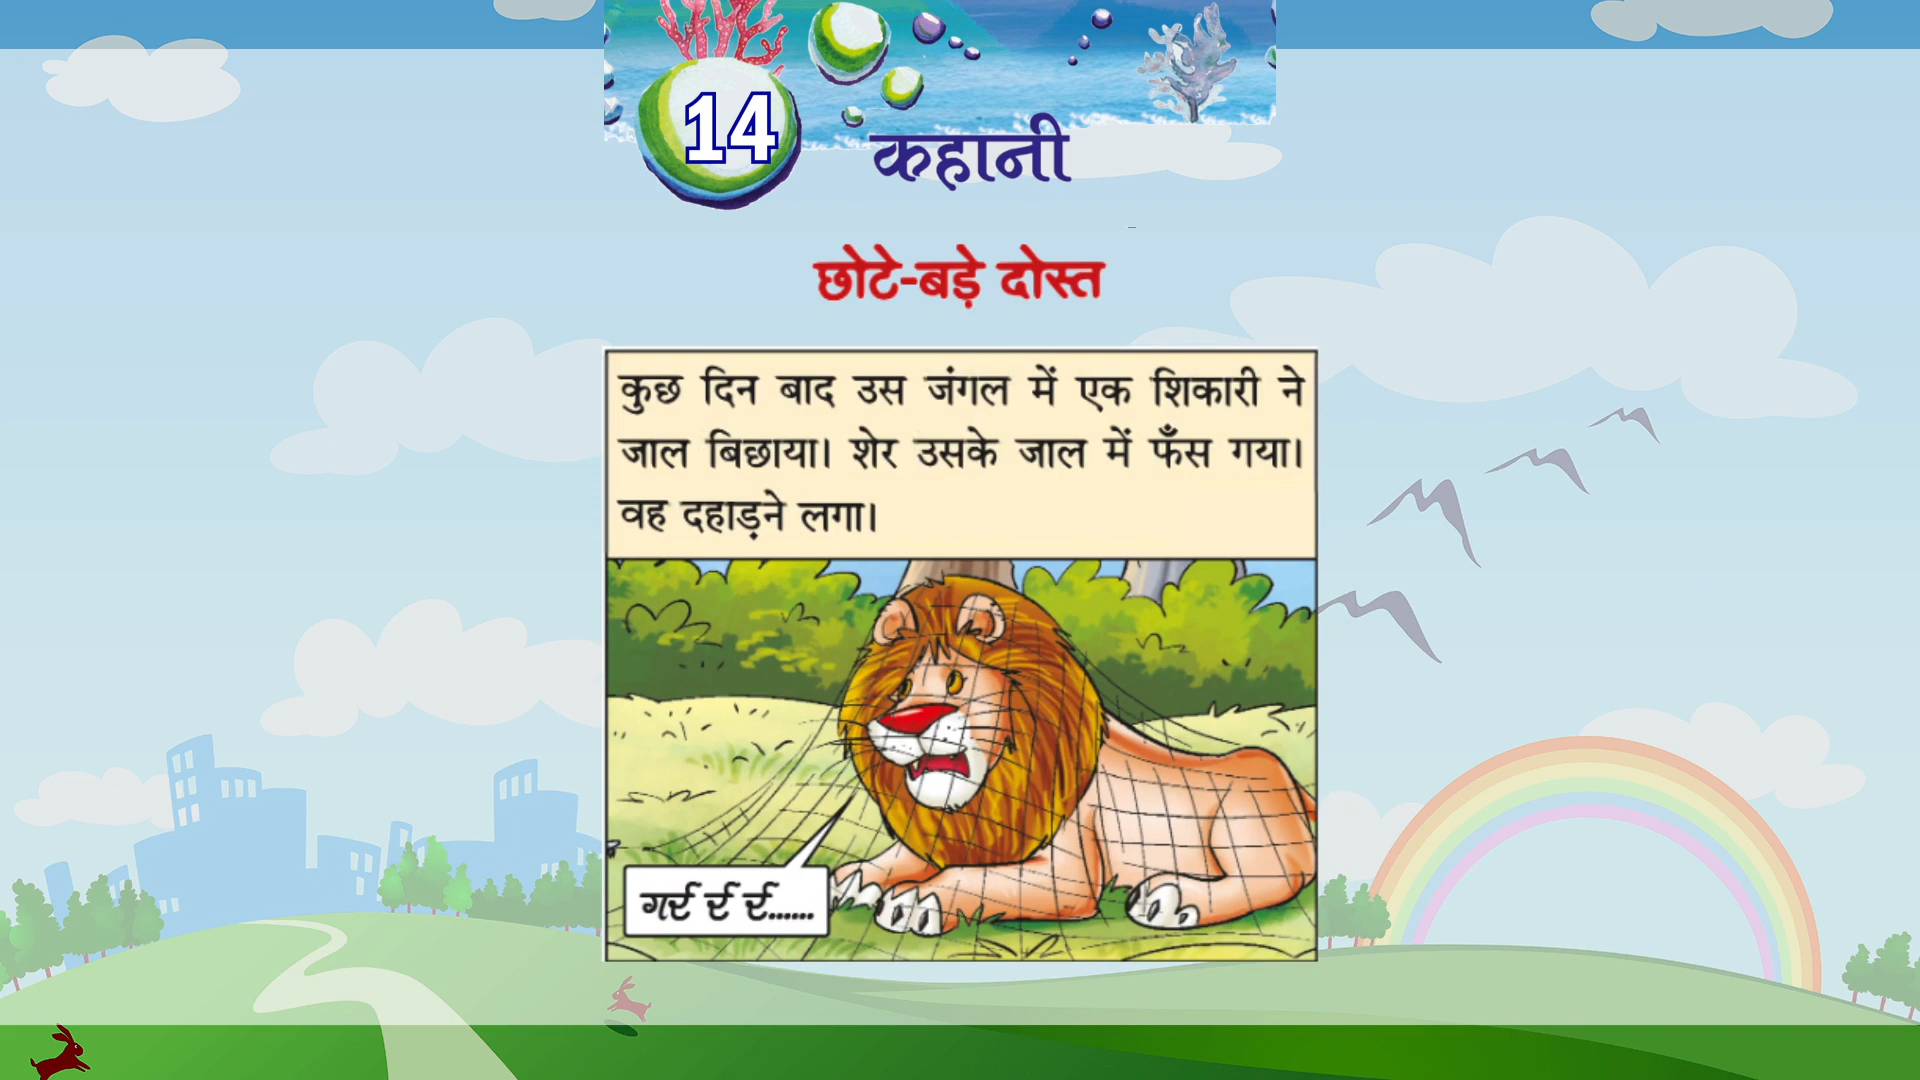 14
कहानी
छोटे-बड़े दोस्त
कुछ दिन बाद उस जंगल में एक शिकारी ने
जाल बिछाया। शेर उसके जाल में फँस गया।
वह दहाड़ने लगा।
गर्र र्र र्र......